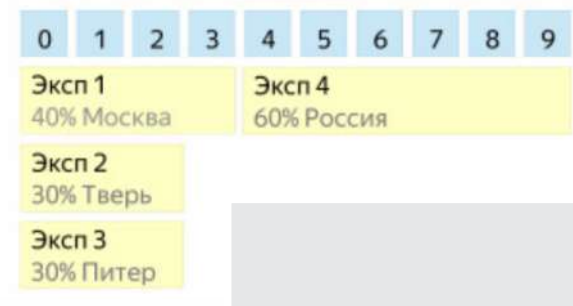 0 1 2 3 4 5 6 7 8 9
Эксп 1
40% Москва
Эксп 4
60% Россия
Эксп 2
30% Тверь
Эксп 3
30% Питер